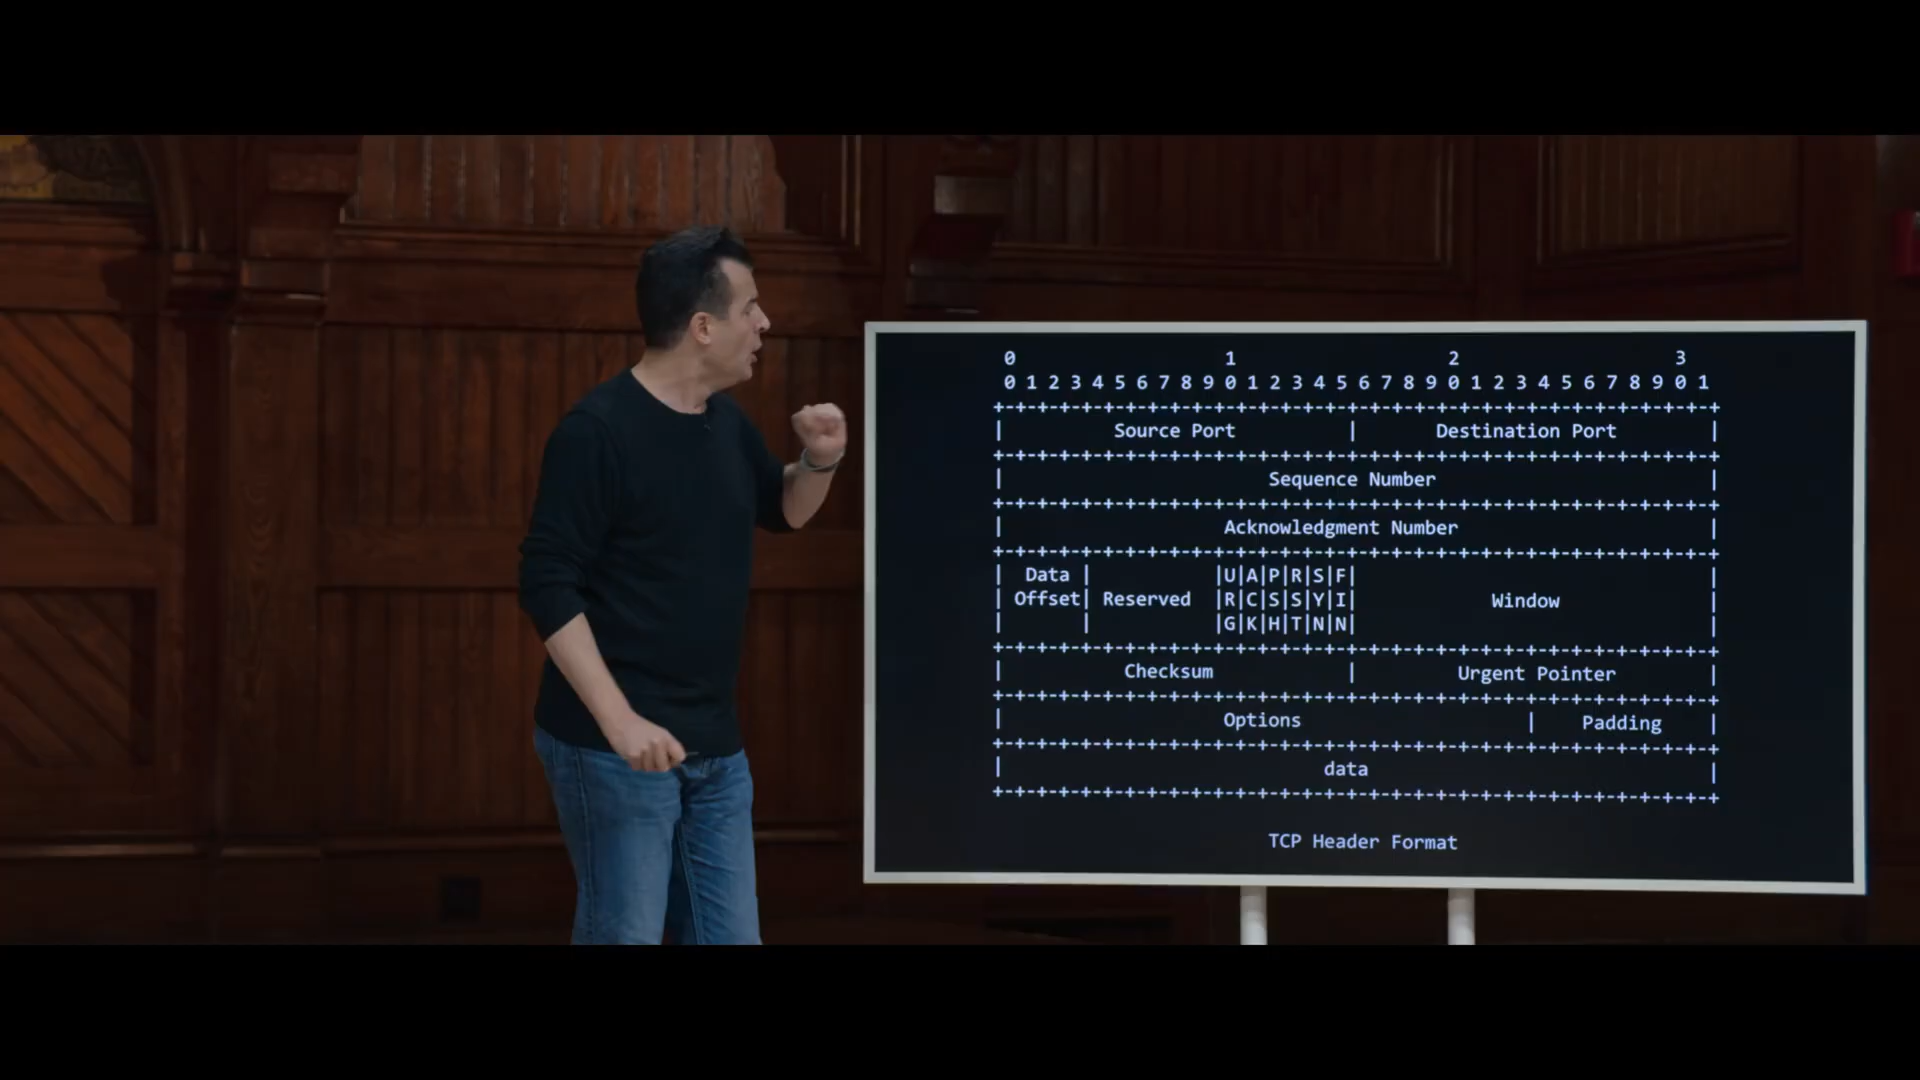 0 1 2 3
0 1 2 3 4 5 6 7 8 9 0 1 2 3 4 5 6 7 8 9 0 1 2 3 4 5 6 7 8 9 0 1
+-+-+-+-+-+-+-+-+-+-+-+-+-+-+-+-+-+-+-+-+-+-+-+-+-+-+-+-+-+-+-+-+
| Source Port | Destination Port |
+-+-+-+-+-+-+-+-+-+-+-+-+-+-+-+-+-+-+-+-+-+-+-+-+-+-+-+-+-+-+-+-+
| Sequence Number |
+-+-+-+-+-+-+-+-+-+-+-+-+-+-+-+-+-+-+-+-+-+-+-+-+-+-+-+-+-+-+-+-+
| Acknowledgment Number |
+-+-+-+-+-+-+-+-+-+-+-+-+-+-+-+-+-+-+-+-+-+-+-+-+-+-+-+-+-+-+-+-+
| Data | |U|A|P|R|S|F| |
| Offset| Reserved |R|C|S|S|Y|I| Window |
| | |G|K|H|T|N|N| |
+-+-+-+-+-+-+-+-+-+-+-+-+-+-+-+-+-+-+-+-+-+-+-+-+-+-+-+-+-+-+-+-+
| Checksum | Urgent Pointer |
+-+-+-+-+-+-+-+-+-+-+-+-+-+-+-+-+-+-+-+-+-+-+-+-+-+-+-+-+-+-+-+-+
| Options | Padding |
+-+-+-+-+-+-+-+-+-+-+-+-+-+-+-+-+-+-+-+-+-+-+-+-+-+-+-+-+-+-+-+-+
| data |
+-+-+-+-+-+-+-+-+-+-+-+-+-+-+-+-+-+-+-+-+-+-+-+-+-+-+-+-+-+-+-+-+
TCP Header Format